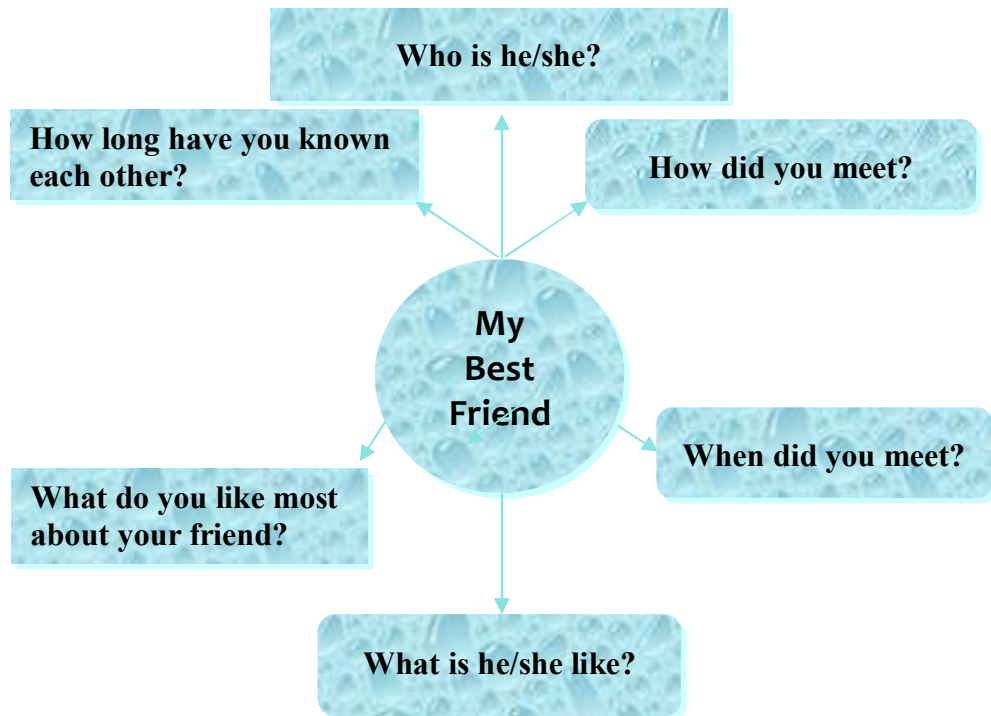 Who is he/she?
How long have you known
each other?
How did you meet?
My
Best
Friend
When did you meet?
What do you like most
about your friend?
What is he/she like?